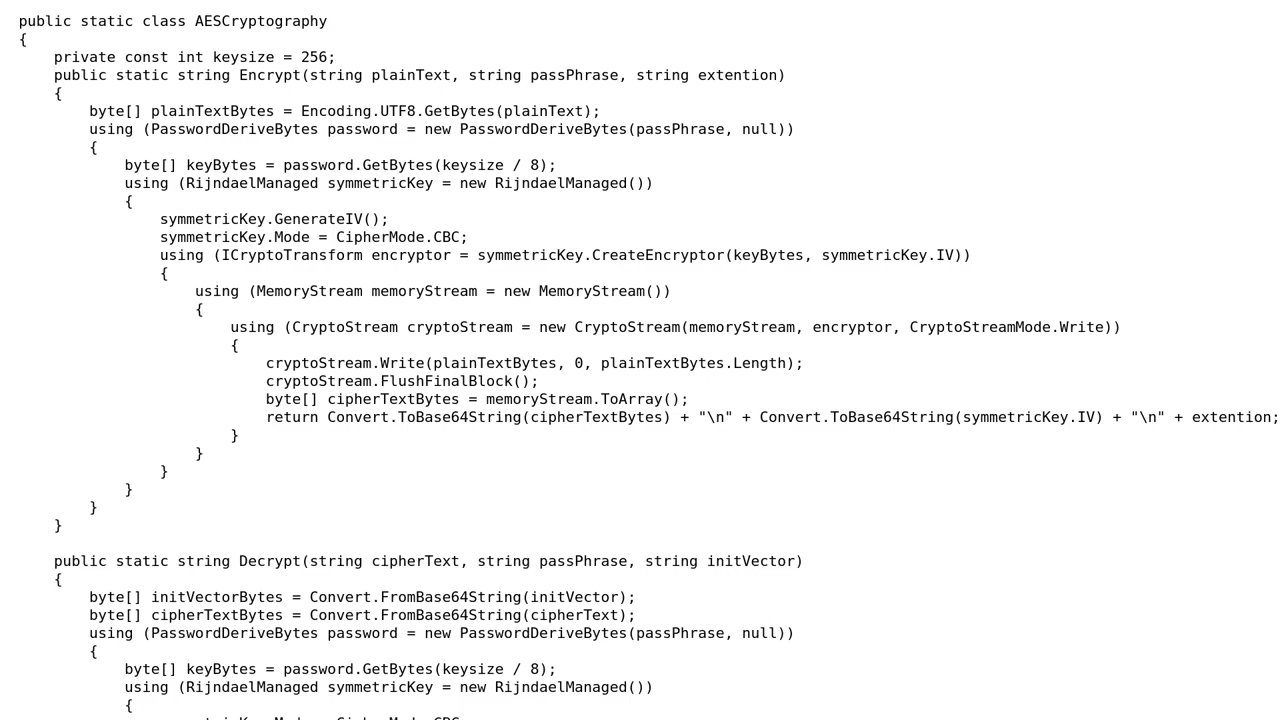 public static class AESCryptography
{
    private const int keysize = 256;
    public static string Encrypt(string plainText, string passPhrase, string extention)
    {
        byte[] plainTextBytes = Encoding.UTF8.GetBytes(plainText);
        using (PasswordDeriveBytes password = new PasswordDeriveBytes(passPhrase, null))
        {
            byte[] keyBytes = password.GetBytes(keysize / 8);
            using (RijndaelManaged symmetricKey = new RijndaelManaged())
            {
                symmetricKey.GenerateIV();
                symmetricKey.Mode = CipherMode.CBC;
                using (ICryptoTransform encryptor = symmetricKey.CreateEncryptor(keyBytes, symmetricKey.IV))
                {
                    using (MemoryStream memoryStream = new MemoryStream())
                    {
                        using (CryptoStream cryptoStream = new CryptoStream(memoryStream, encryptor, CryptoStreamMode.Write))
                        {
                            cryptoStream.Write(plainTextBytes, 0, plainTextBytes.Length);
                            cryptoStream.FlushFinalBlock();
                            byte[] cipherTextBytes = memoryStream.ToArray();
                            return Convert.ToBase64String(cipherTextBytes) + "\n" + Convert.ToBase64String(symmetricKey.IV) + "\n" + extention;
                        }
                    }
                }
            }
        }
    }

    public static string Decrypt(string cipherText, string passPhrase, string initVector)
    {
        byte[] initVectorBytes = Convert.FromBase64String(initVector);
        byte[] cipherTextBytes = Convert.FromBase64String(cipherText);
        using (PasswordDeriveBytes password = new PasswordDeriveBytes(passPhrase, null))
        {
            byte[] keyBytes = password.GetBytes(keysize / 8);
            using (RijndaelManaged symmetricKey = new RijndaelManaged())
            {